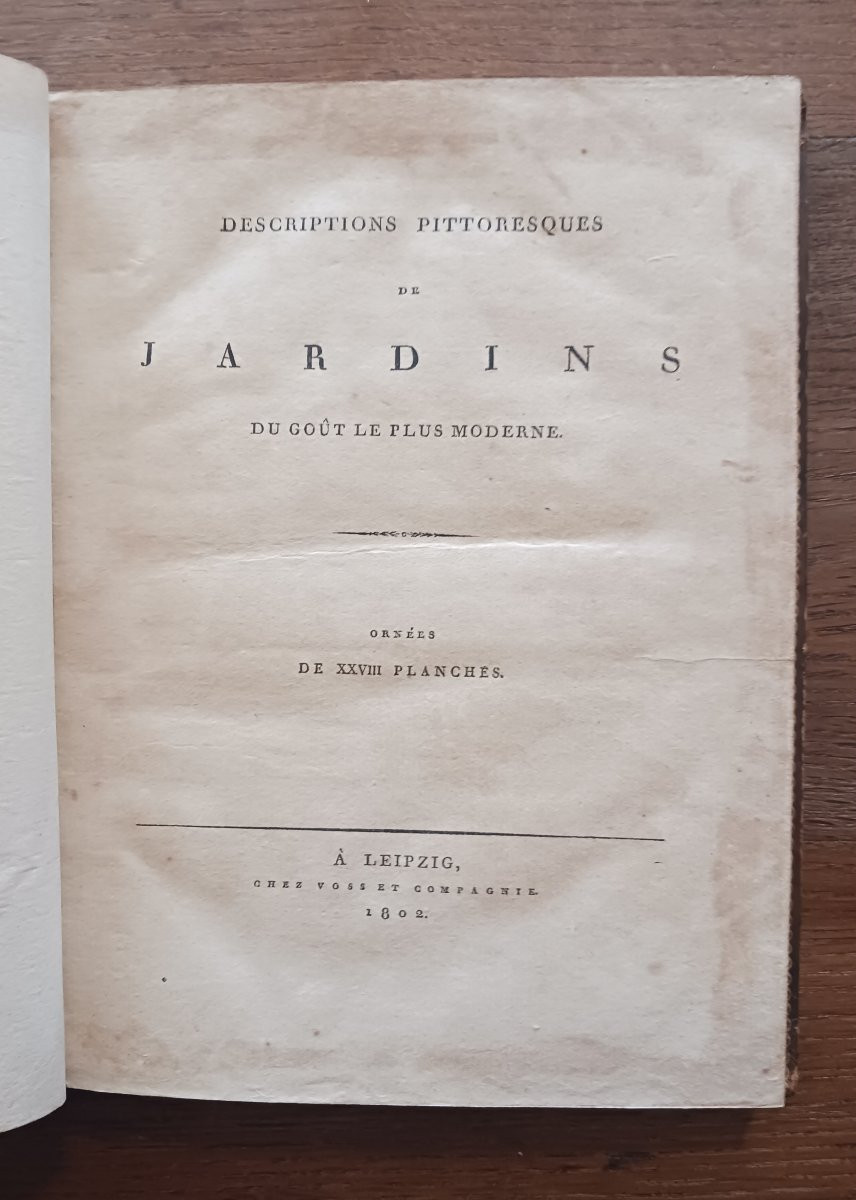 DESCRIPTIONS PITTORESQUES
DE
JARDINS
DU GOÛT LE PLUS MODERNE.
ORNÉES
DE XXVIII PLANCHES.
À LEIPZIG,
CHEZ VOSS ET COMPAGNIE.
1802.